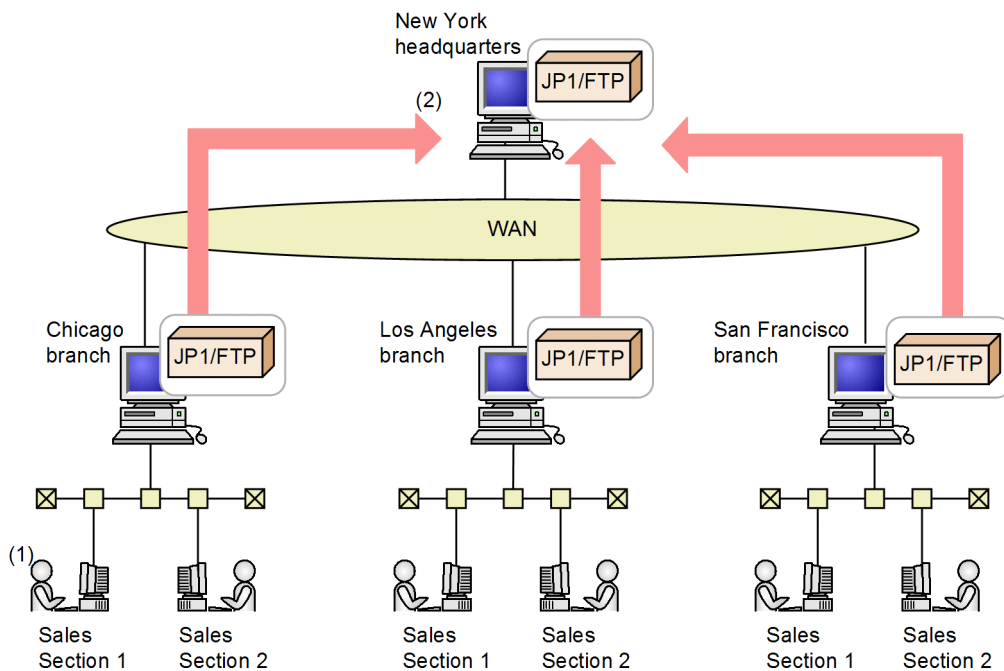 New York
headquarters
JP1/FTP
(2)
WAN
Chicago
branch
JP1/FTP
Los Angeles
branch
JP1/FTP
San Francisco
branch
JP1/FTP
(1)
Sales
Section 1
Sales
Section 2
Sales
Section 1
Sales
Section 2
Sales
Section 1
Sales
Section 2